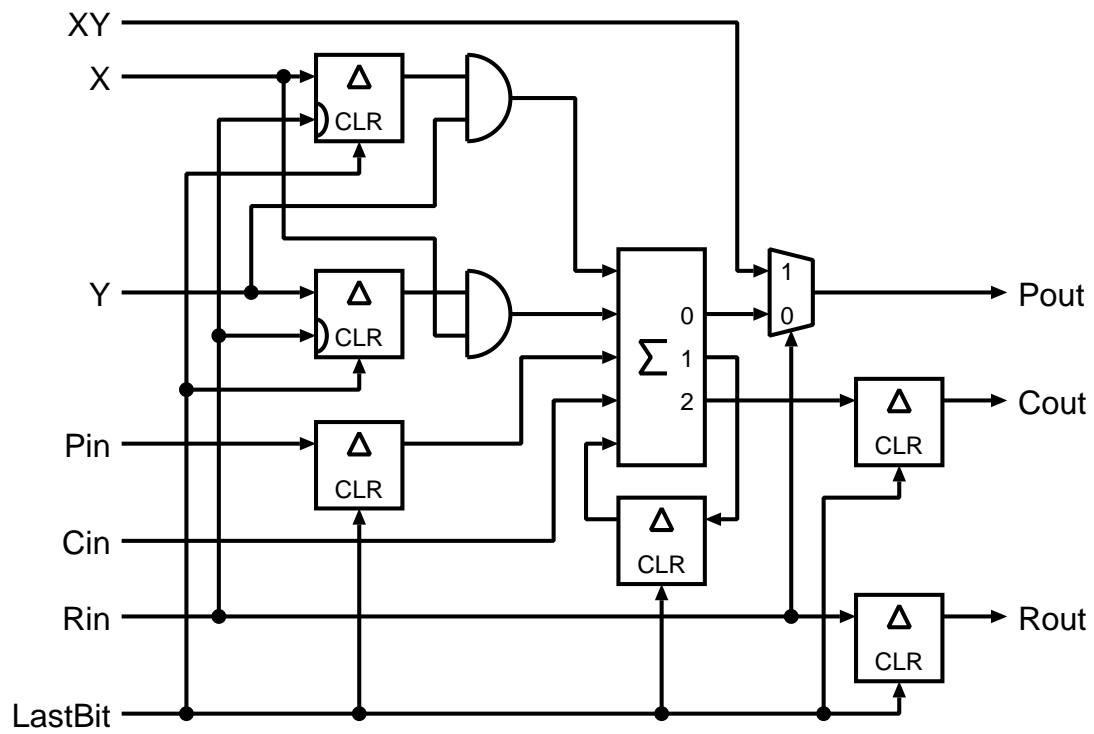 XY
X
Δ
CLR
Y
Δ
CLR
Pin
Δ
CLR
Cin
Rin
LastBit
Σ
0
1
2
Δ
CLR
1
0
Pout
Δ
CLR
Cout
Δ
CLR
Rout